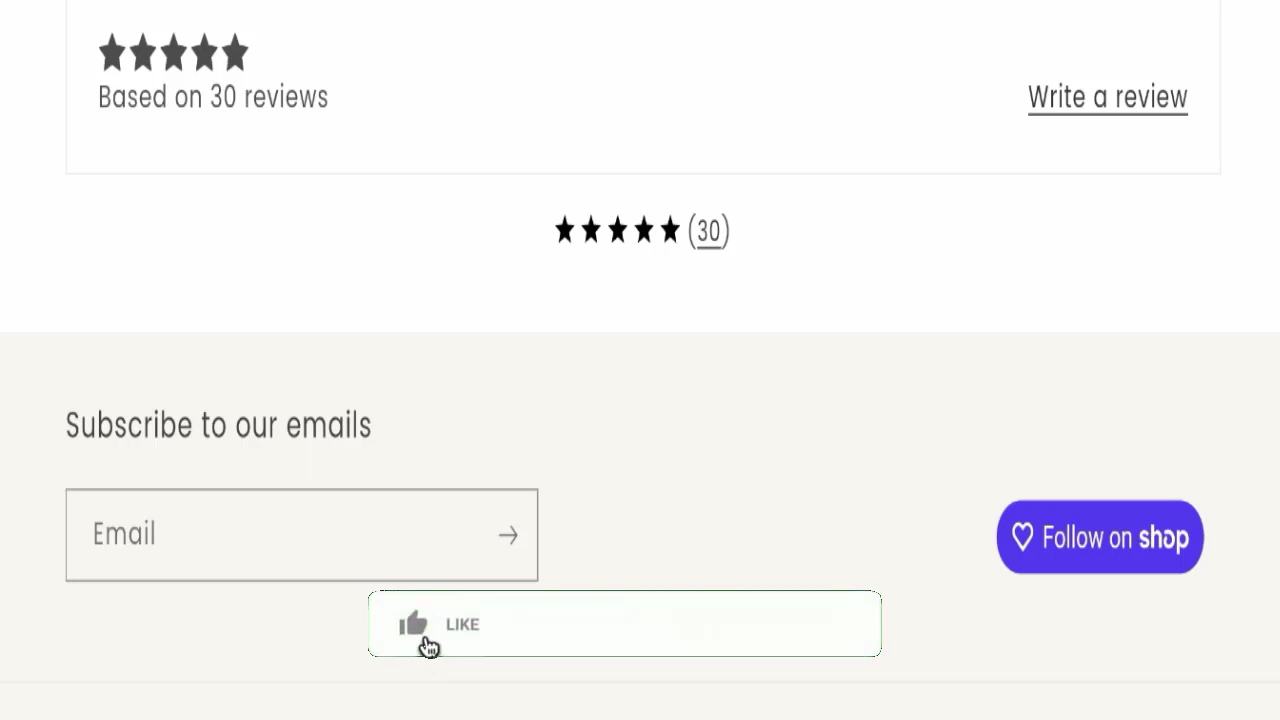 Based on 30 reviews
Write a review
(30)
Subscribe to our emails
Email
Follow on shop
LIKE